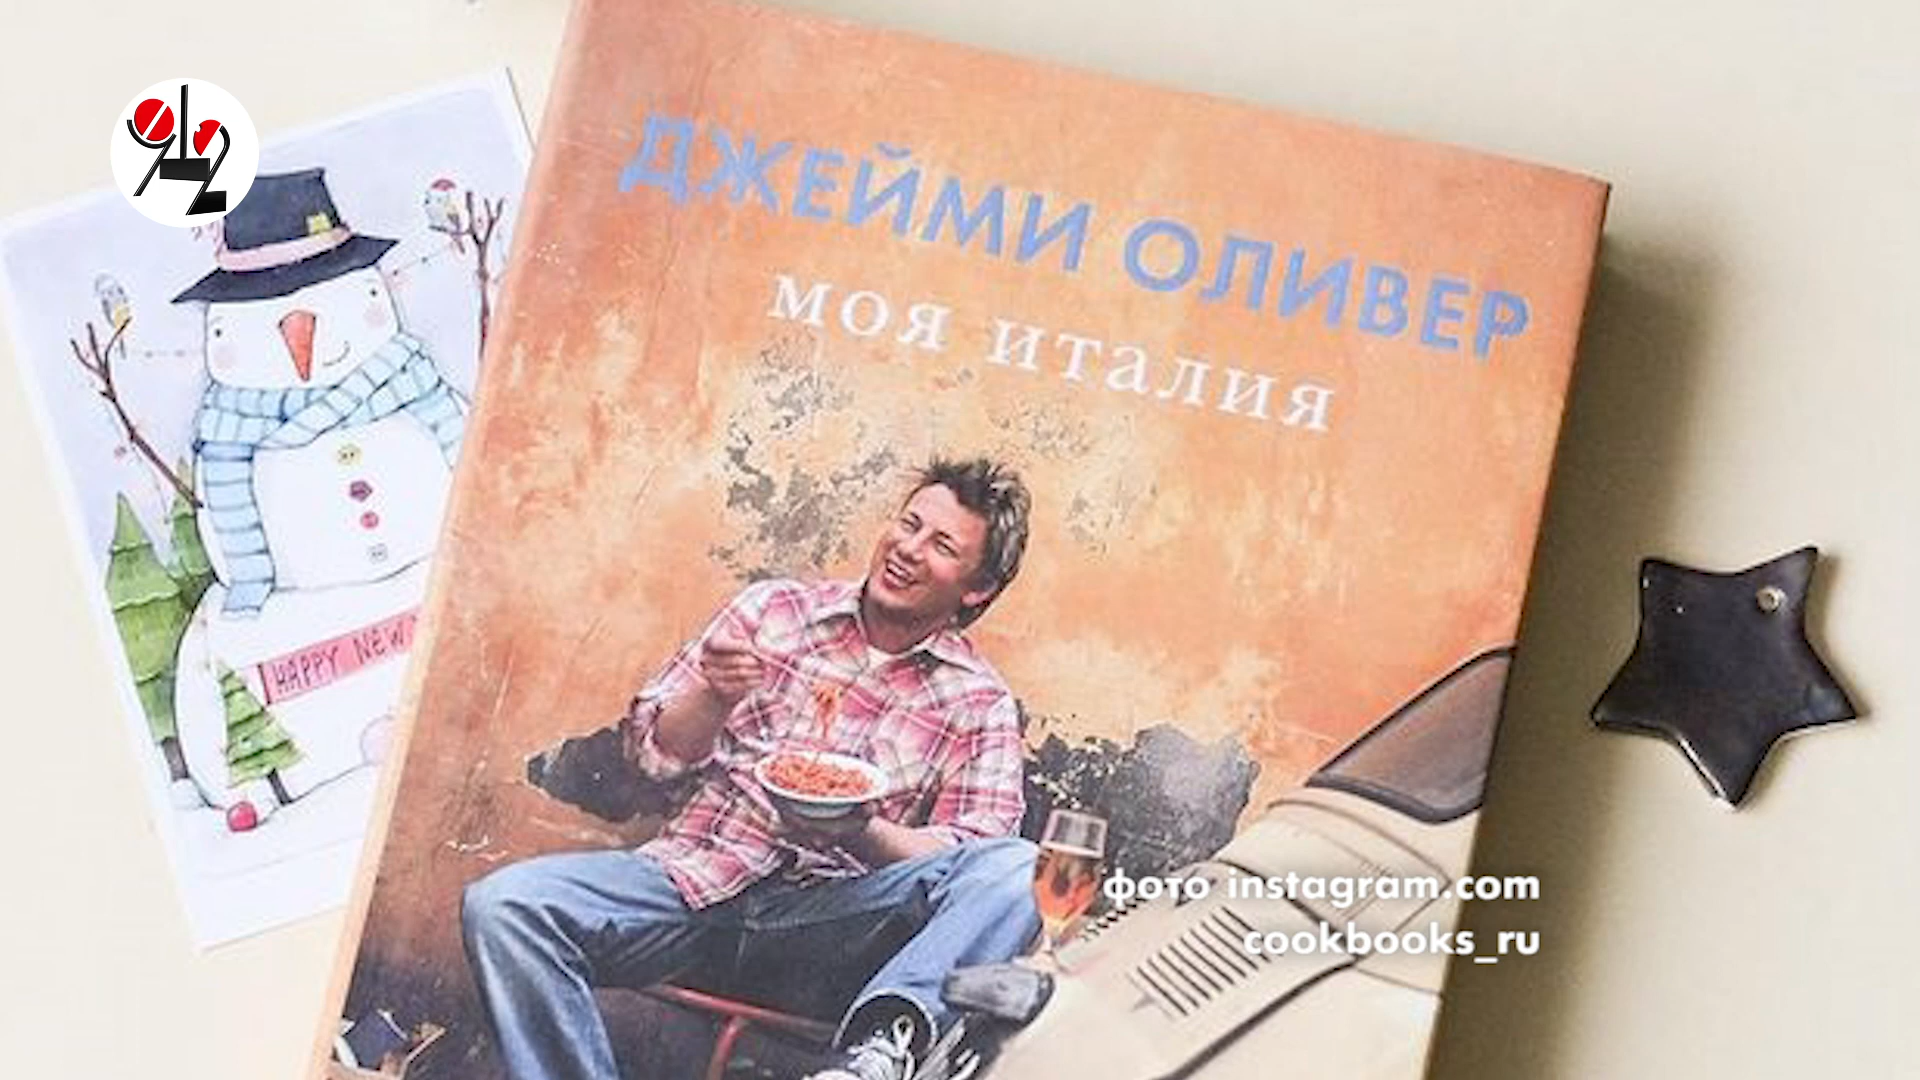 ДЖЕЙМИ ОЛИВЕР
МОЯ ИТАЛИЯ
HAPPY NEW
фото instagram.com
cookbooks_ru